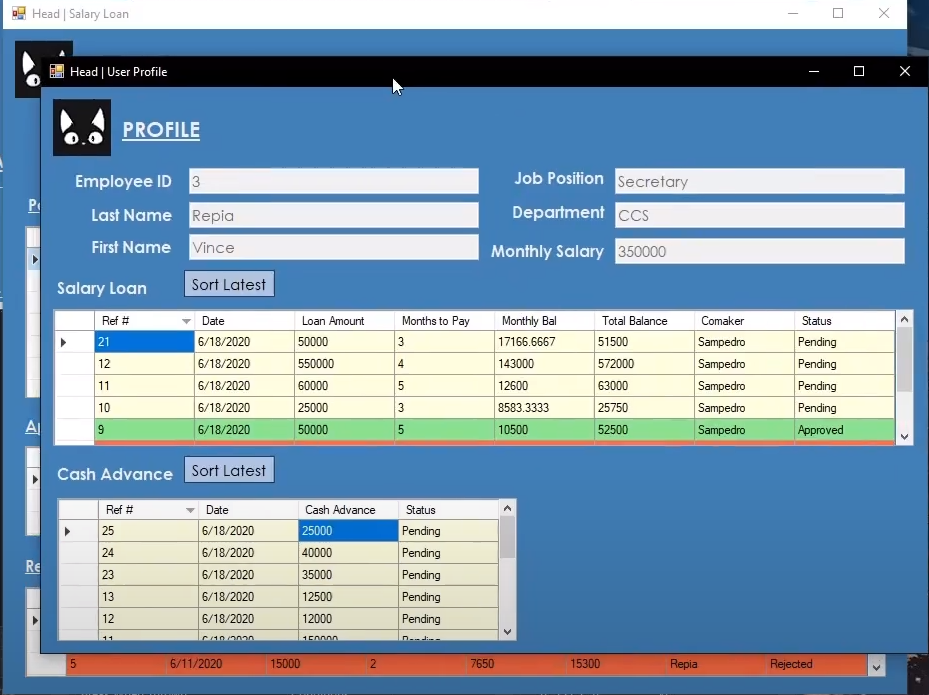 Head | Salary Loan
Head | User Profile
PROFILE
Employee ID 3 Job Position Secretary
Last Name Repia Department CCS
First Name Vince Monthly Salary 350000
Salary Loan Sort Latest
Ref # Date Loan Amount Months to Pay Monthly Bal Total Balance Comaker Status
21 6/18/2020 50000 3 17166.6667 51500 Sampedro Pending
12 6/18/2020 550000 4 143000 572000 Sampedro Pending
11 6/18/2020 60000 5 12600 63000 Sampedro Pending
10 6/18/2020 25000 3 8583.3333 25750 Sampedro Pending
9 6/18/2020 50000 5 10500 52500 Sampedro Approved
Cash Advance Sort Latest
Ref # Date Cash Advance Status
25 6/18/2020 25000 Pending
24 6/18/2020 40000 Pending
23 6/18/2020 35000 Pending
13 6/18/2020 12500 Pending
12 6/18/2020 12000 Pending
11 6/18/2020 150000 Pending
5 6/11/2020 15000 2 7650 15300 Repia Rejected